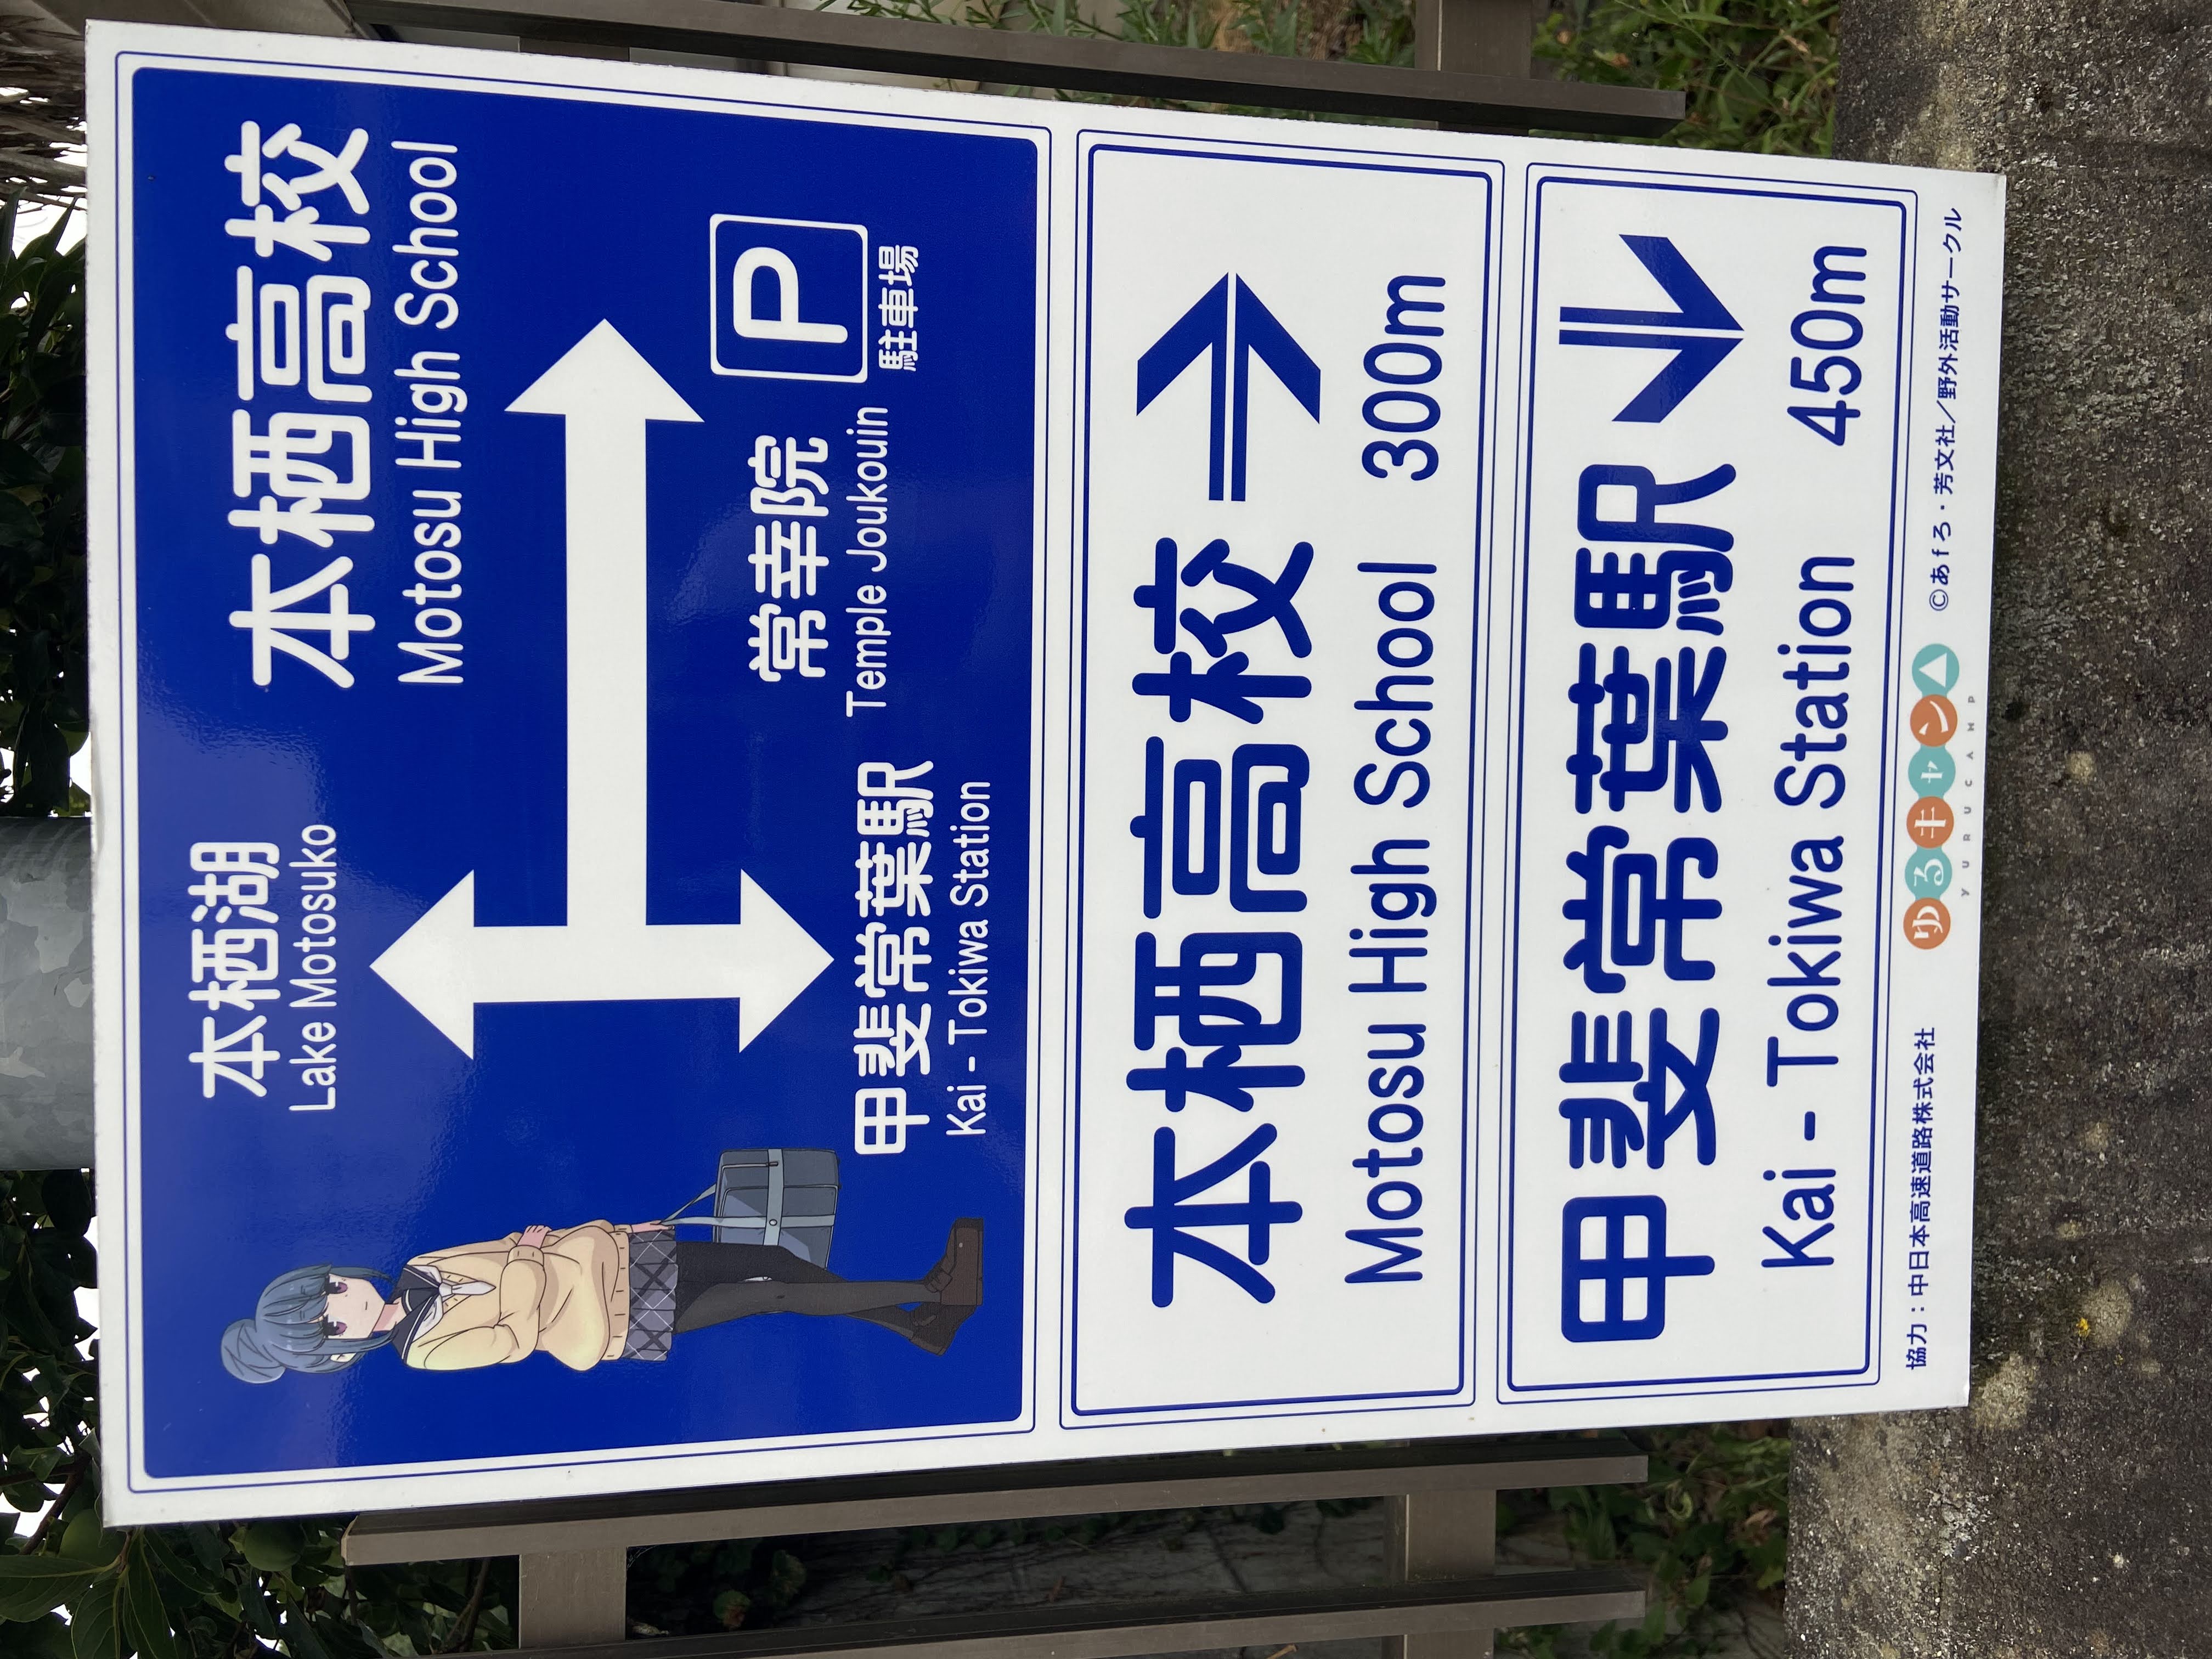 本栖湖
Lake Motosuko
本栖高校
Motosu High School
常幸院
Temple Joukouin
P
駐車場
甲斐常葉駅
Kai - Tokiwa Station
本栖高校
Motosu High School 300m
甲斐常葉駅
Kai - Tokiwa Station 450m
協力：中日本高速道路株式会社
ゆるキャン△
YURUCAMP
©あfろ・芳文社／野外活動サークル